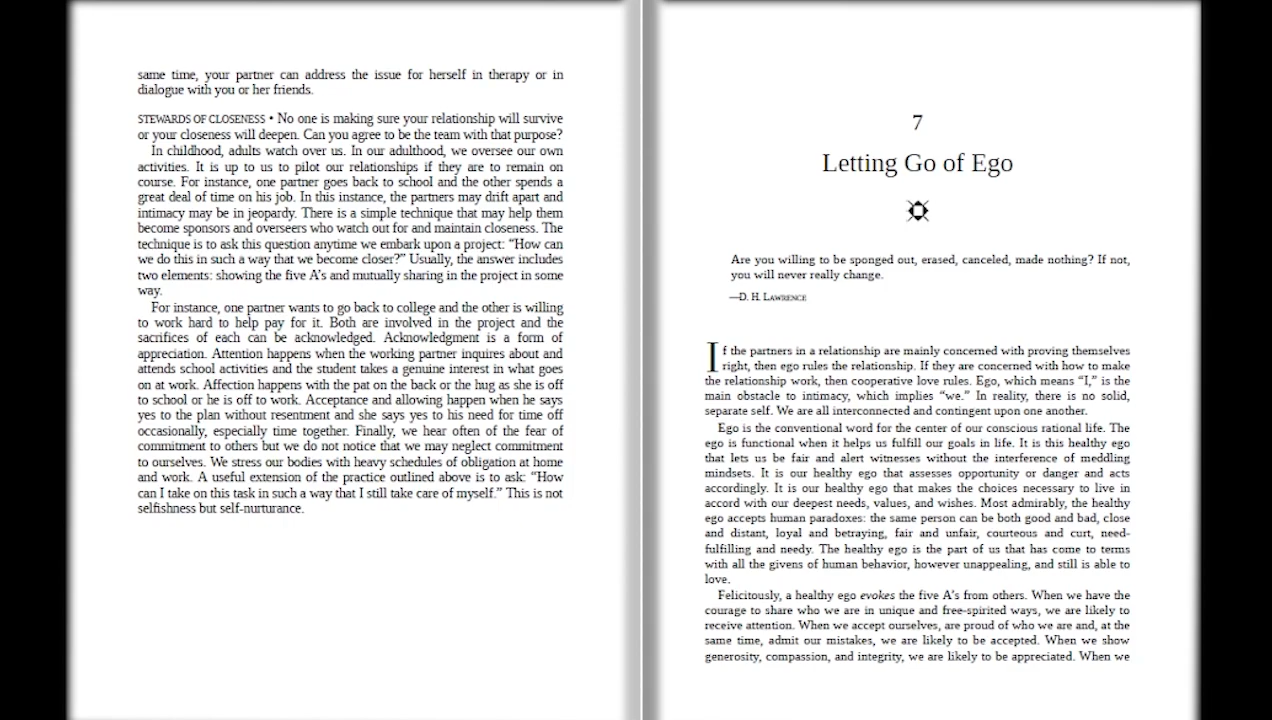 same time, your partner can address the issue for herself in therapy or in
dialogue with you or her friends.
STEWARDS OF CLOSENESS • No one is making sure your relationship will survive
or your closeness will deepen. Can you agree to be the team with that purpose?
In childhood, adults watch over us. In our adulthood, we oversee our own
activities. It is up to us to pilot our relationships if they are to remain on
course. For instance, one partner goes back to school and the other spends a
great deal of time on his job. In this instance, the partners may drift apart and
intimacy may be in jeopardy. There is a simple technique that may help them
become sponsors and overseers who watch out for and maintain closeness. The
technique is to ask this question anytime we embark upon a project: “How can
we do this in such a way that we become closer?” Usually, the answer includes
two elements: showing the five A’s and mutually sharing in the project in some
way.
For instance, one partner wants to go back to college and the other is willing
to work hard to help pay for it. Both are involved in the project and the
sacrifices of each can be acknowledged. Acknowledgment is a form of
appreciation. Attention happens when the working partner inquires about and
attends school activities and the student takes a genuine interest in what goes
on at work. Affection happens with the pat on the back or the hug as she is off
to school or he is off to work. Acceptance and allowing happen when he says
yes to the plan without resentment and she says yes to his need for time off
occasionally, especially time together. Finally, we hear often of the fear of
commitment to others but we do not notice that we may neglect commitment
to ourselves. We stress our bodies with heavy schedules of obligation at home
and work. A useful extension of the practice outlined above is to ask: “How
can I take on this task in such a way that I still take care of myself.” This is not
selfishness but self-nurturance.
7
Letting Go of Ego
Are you willing to be sponged out, erased, canceled, made nothing? If not,
you will never really change.
—D. H. LAWRENCE
If the partners in a relationship are mainly concerned with proving themselves
right, then ego rules the relationship. If they are concerned with how to make
the relationship work, then cooperative love rules. Ego, which means “I,” is the
main obstacle to intimacy, which implies “we.” In reality, there is no solid,
separate self. We are all interconnected and contingent upon one another.
Ego is the conventional word for the center of our conscious rational life. The
ego is functional when it helps us fulfill our goals in life. It is this healthy ego
that lets us be fair and alert witnesses without the interference of meddling
mindsets. It is our healthy ego that assesses opportunity or danger and acts
accordingly. It is our healthy ego that makes the choices necessary to live in
accord with our deepest needs, values, and wishes. Most admirably, the healthy
ego accepts human paradoxes: the same person can be both good and bad, close
and distant, loyal and betraying, fair and unfair, courteous and curt, need-
fulfilling and needy. The healthy ego is the part of us that has come to terms
with all the givens of human behavior, however unappealing, and still is able to
love.
Felicitously, a healthy ego evokes the five A’s from others. When we have the
courage to share who we are in unique and free-spirited ways, we are likely to
receive attention. When we accept ourselves, are proud of who we are and, at the
same time, admit our mistakes, we are likely to be accepted. When we show
generosity, compassion, and integrity, we are likely to be appreciated. When we